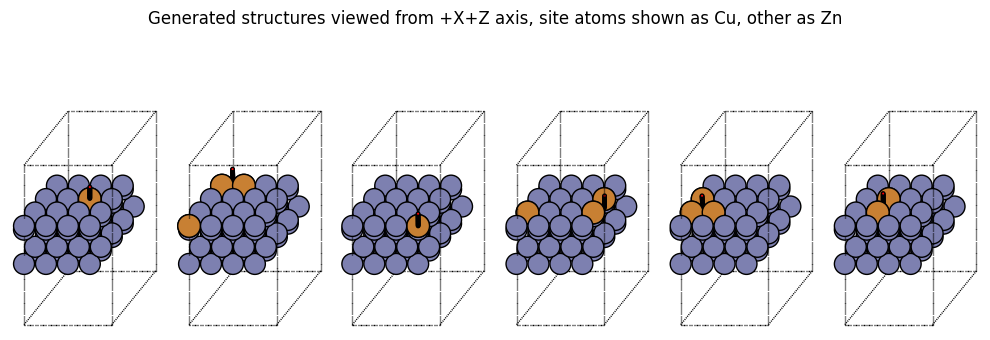 Generated structures viewed from +X+Z axis, site atoms shown as Cu, other as Zn